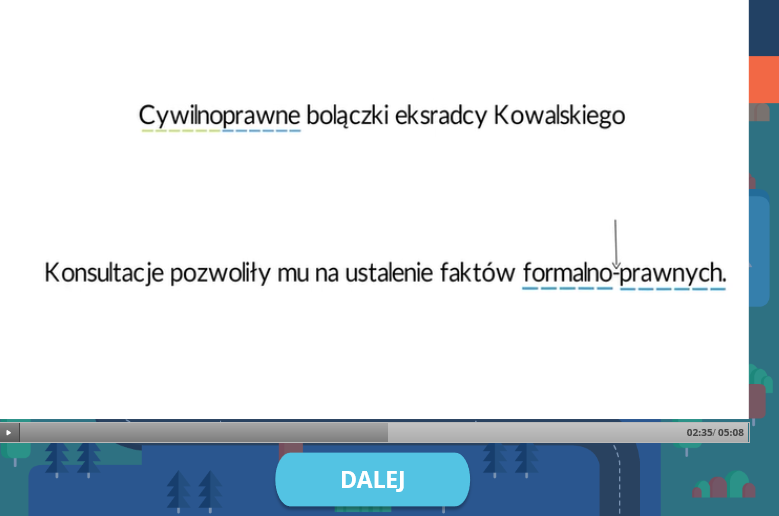 Cywilnoprawne bolączki eksradcy Kowalskiego
Konsultacje pozwoliły mu na ustalenie faktów formalno-prawnych.
02:35/ 05:08
DALEJ